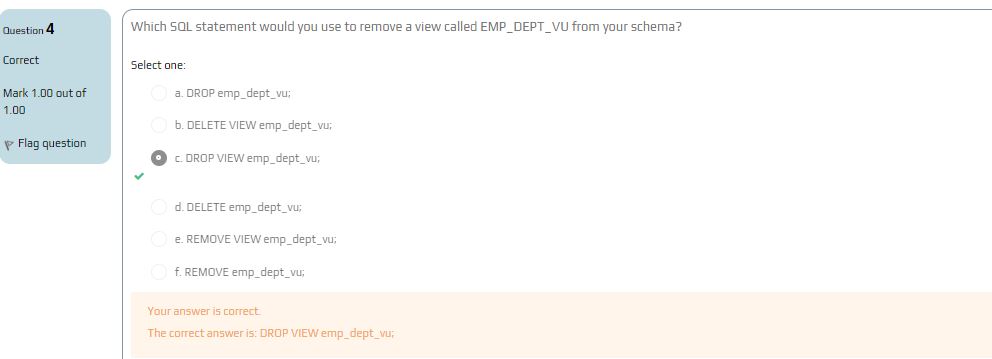 Question 4
Correct
Mark 1.00 out of
1.00
Flag question
Which SQL statement would you use to remove a view called EMP_DEPT_VU from your schema?
Select one:
a. DROP emp_dept_vu;
b. DELETE VIEW emp_dept_vu;
c. DROP VIEW emp_dept_vu;
d. DELETE emp_dept_vu;
e. REMOVE VIEW emp_dept_vu;
f. REMOVE emp_dept_vu;
Your answer is correct.
The correct answer is: DROP VIEW emp_dept_vu;